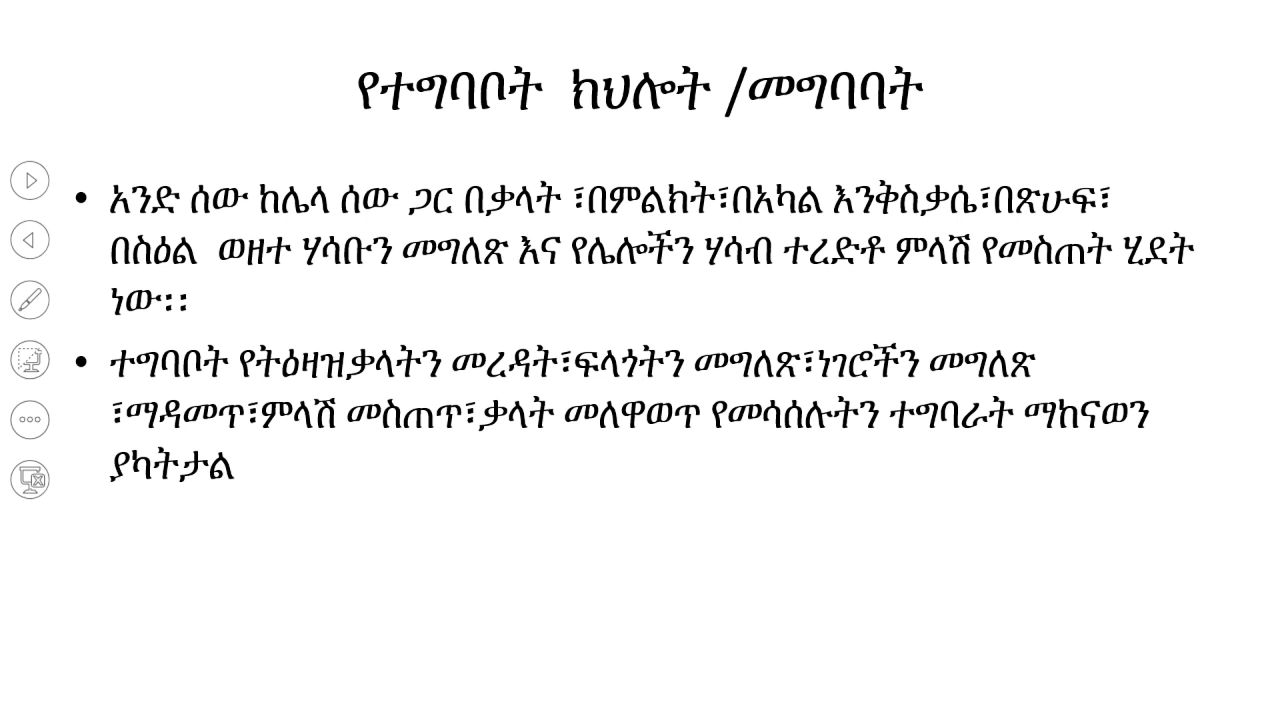 የተግባቦት ክህሎት /መግባባት
• አንድ ሰው ከሌላ ሰው ጋር በቃላት ፣በምልክት፣በአካል እንቅስቃሴ፣በጽሁፍ፣
በስዕል ወዘተ ሃሳቡን መግለጽ እና የሌሎችን ሃሳብ ተረድቶ ምላሽ የመስጠት ሂደት
ነው፡፡
• ተግባቦት የትዕዛዝቃላትን መረዳት፣ፍላጎትን መግለጽ፣ነገሮችን መግለጽ
፣ማዳመጥ፣ምላሽ መስጠጥ፣ቃላት መለዋወጥ የመሳሰሉትን ተግባራት ማከናወን
ያካትታል